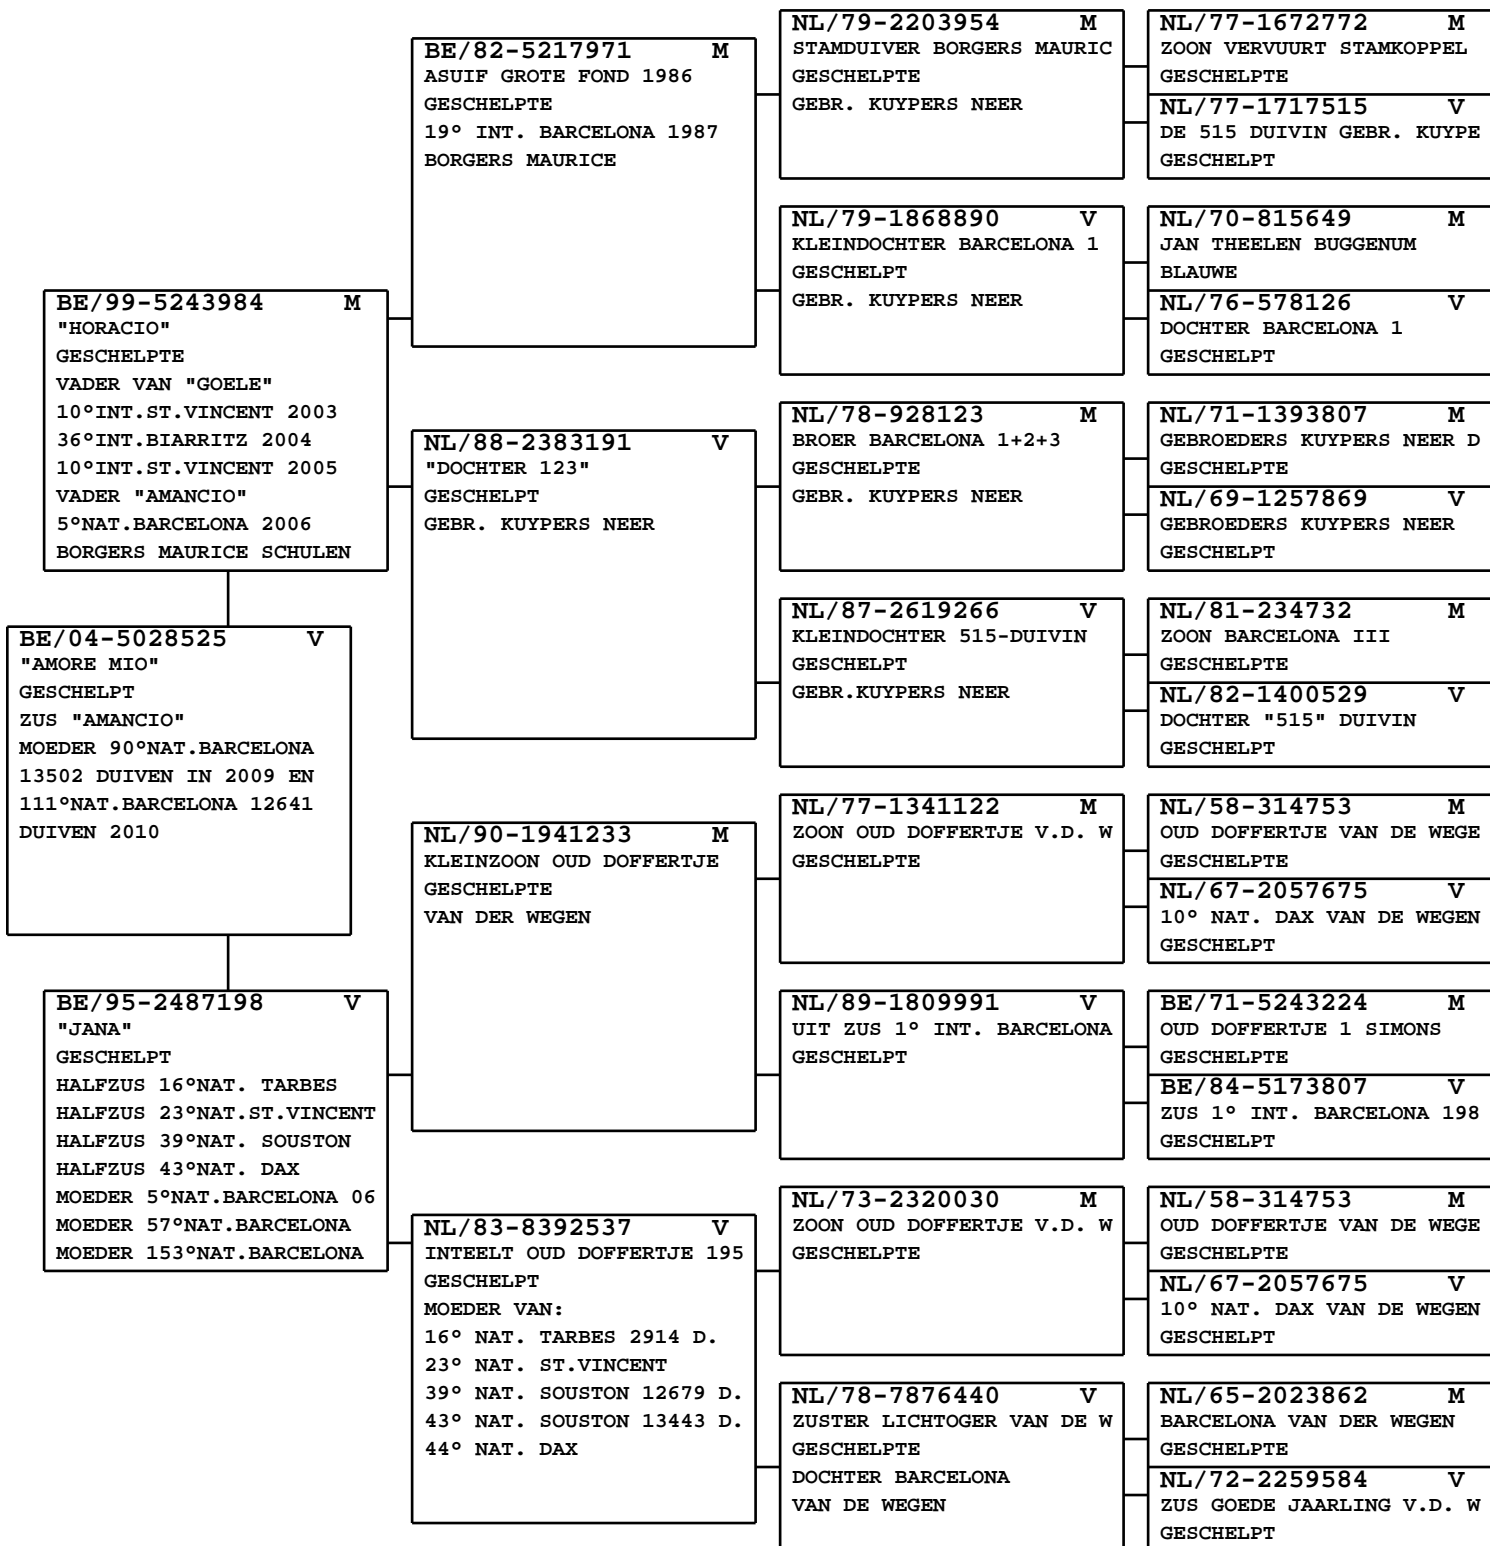 BE/04-5028525 V
"AMORE MIO"
GESCHELPT
ZUS "AMANCIO"
MOEDER 90°NAT.BARCELONA
13502 DUIVEN IN 2009 EN
111°NAT.BARCELONA 12641
DUIVEN 2010
BE/99-5243984 M
"HORACIO"
GESCHELPTE
VADER VAN "GOELE"
10°INT.ST.VINCENT 2003
36°INT.BIARRITZ 2004
10°INT.ST.VINCENT 2005
VADER "AMANCIO"
5°NAT.BARCELONA 2006
BORGERS MAURICE SCHULEN
BE/95-2487198 V
"JANA"
GESCHELPT
HALFZUS 16°NAT. TARBES
HALFZUS 23°NAT.ST.VINCENT
HALFZUS 39°NAT. SOUSTON
HALFZUS 43°NAT. DAX
MOEDER 5°NAT.BARCELONA 06
MOEDER 57°NAT.BARCELONA
MOEDER 153°NAT.BARCELONA
BE/82-5217971 M
ASUIF GROTE FOND 1986
GESCHELPTE
19° INT. BARCELONA 1987
BORGERS MAURICE
NL/88-2383191 V
"DOCHTER 123"
GESCHELPT
GEBR. KUYPERS NEER
NL/90-1941233 M
KLEINZOON OUD DOFFERTJE
GESCHELPTE
VAN DER WEGEN
NL/83-8392537 V
INTEELT OUD DOFFERTJE 195
GESCHELPT
MOEDER VAN:
16° NAT. TARBES 2914 D.
23° NAT. ST.VINCENT
39° NAT. SOUSTON 12679 D.
43° NAT. SOUSTON 13443 D.
44° NAT. DAX
NL/79-2203954 M
STAMDUIVER BORGERS MAURIC
GESCHELPTE
GEBR. KUYPERS NEER
NL/79-1868890 V
KLEINDOCHTER BARCELONA 1
GESCHELPT
GEBR. KUYPERS NEER
NL/78-928123 M
BROER BARCELONA 1+2+3
GESCHELPTE
GEBR. KUYPERS NEER
NL/87-2619266 V
KLEINDOCHTER 515-DUIVIN
GESCHELPT
GEBR.KUYPERS NEER
NL/77-1341122 M
ZOON OUD DOFFERTJE V.D. W
GESCHELPTE
NL/89-1809991 V
UIT ZUS 1° INT. BARCELONA
GESCHELPT
NL/73-2320030 M
ZOON OUD DOFFERTJE V.D. W
GESCHELPTE
NL/78-7876440 V
ZUSTER LICHTOGER VAN DE W
GESCHELPTE
DOCHTER BARCELONA
VAN DE WEGEN
NL/77-1672772 M
ZOON VERVUURT STAMKOPPEL
GESCHELPTE
NL/77-1717515 V
DE 515 DUIVIN GEBR. KUYPE
GESCHELPT
NL/70-815649 M
JAN THEELEN BUGGENUM
BLAUWE
NL/76-578126 V
DOCHTER BARCELONA 1
GESCHELPT
NL/71-1393807 M
GEBROEDERS KUYPERS NEER D
GESCHELPTE
NL/69-1257869 V
GEBROEDERS KUYPERS NEER
GESCHELPT
NL/81-234732 M
ZOON BARCELONA III
GESCHELPTE
NL/82-1400529 V
DOCHTER "515" DUIVIN
GESCHELPT
NL/58-314753 M
OUD DOFFERTJE VAN DE WEGE
GESCHELPTE
NL/67-2057675 V
10° NAT. DAX VAN DE WEGEN
GESCHELPT
BE/71-5243224 M
OUD DOFFERTJE 1 SIMONS
GESCHELPTE
BE/84-5173807 V
ZUS 1° INT. BARCELONA 198
GESCHELPT
NL/58-314753 M
OUD DOFFERTJE VAN DE WEGE
GESCHELPTE
NL/67-2057675 V
10° NAT. DAX VAN DE WEGEN
GESCHELPT
NL/65-2023862 M
BARCELONA VAN DER WEGEN
GESCHELPTE
NL/72-2259584 V
ZUS GOEDE JAARLING V.D. W
GESCHELPT